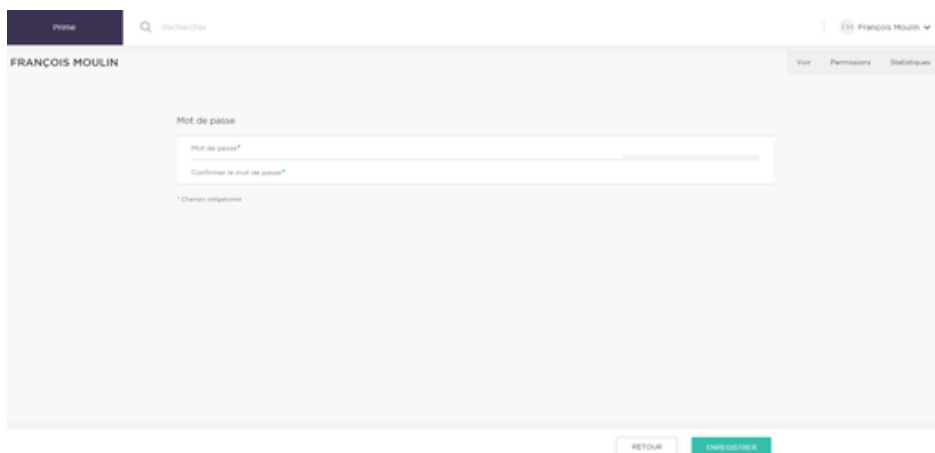 Prime
Rechercher
FM François Moulin
FRANÇOIS MOULIN
Voir Permissions Statistiques
Mot de passe
Mot de passe*
Confirmer le mot de passe*
* Champs obligatoires
RETOUR ENREGISTRER